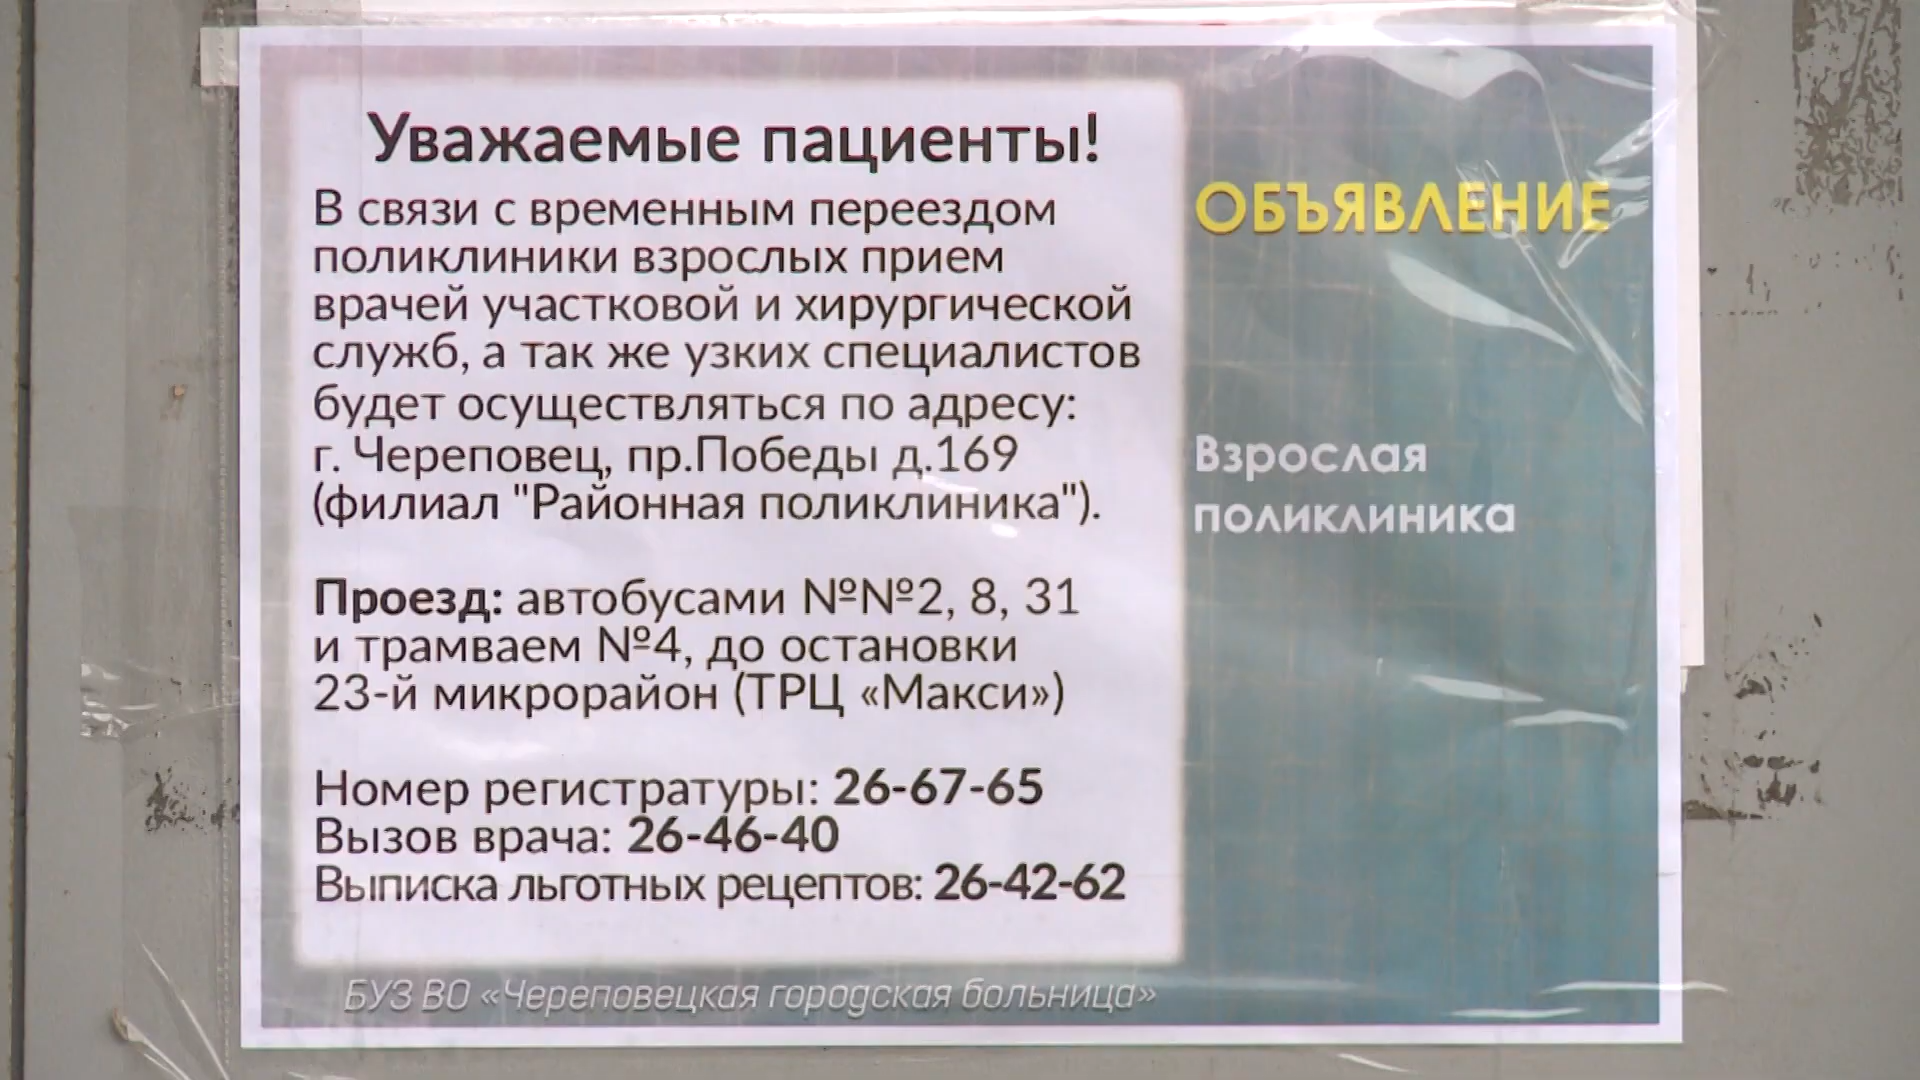 Уважаемые пациенты!
В связи с временным переездом
поликлиники взрослых прием
врачей участковой и хирургической
служб, а так же узких специалистов
будет осуществляться по адресу:
г. Череповец, пр.Победы д.169
(филиал "Районная поликлиника").
Проезд: автобусами №№2, 8, 31
и трамваем №4, до остановки
23-й микрорайон (ТРЦ «Макси»)
Номер регистратуры: 26-67-65
Вызов врача: 26-46-40
Выписка льготных рецептов: 26-42-62
БУЗ ВО «Череповецкая городская больница»
ОБЪЯВЛЕНИЕ
Взрослая
поликлиника